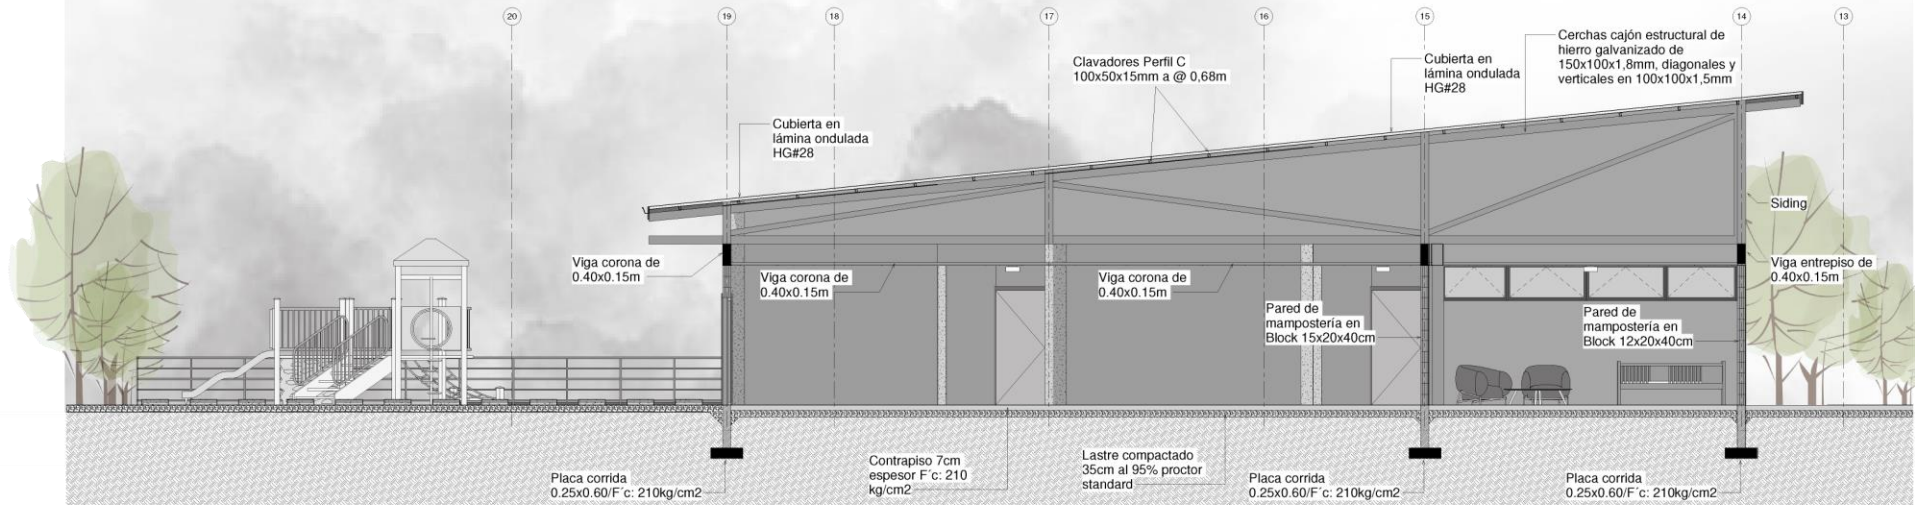 20
19
18
17
16
15
14
13
Clavadores Perfil C
100x50x15mm a @ 0,68m
Cubierta en
lámina ondulada
HG#28
Cerchas cajón estructural de
hierro galvanizado de
150x100x1,8mm, diagonales y
verticales en 100x100x1,5mm
Cubierta en
lámina ondulada
HG#28
Siding
Viga corona de
0.40x0.15m
Viga corona de
0.40x0.15m
Viga corona de
0.40x0.15m
Viga entrepiso de
0.40x0.15m
Pared de
mampostería en
Block 15x20x40cm
Pared de
mampostería en
Block 12x20x40cm
Placa corrida
0.25x0.60/F´c: 210kg/cm2
Contrapiso 7cm
espesor F´c: 210
kg/cm2
Lastre compactado
35cm al 95% proctor
standard
Placa corrida
0.25x0.60/F´c: 210kg/cm2
Placa corrida
0.25x0.60/F´c: 210kg/cm2